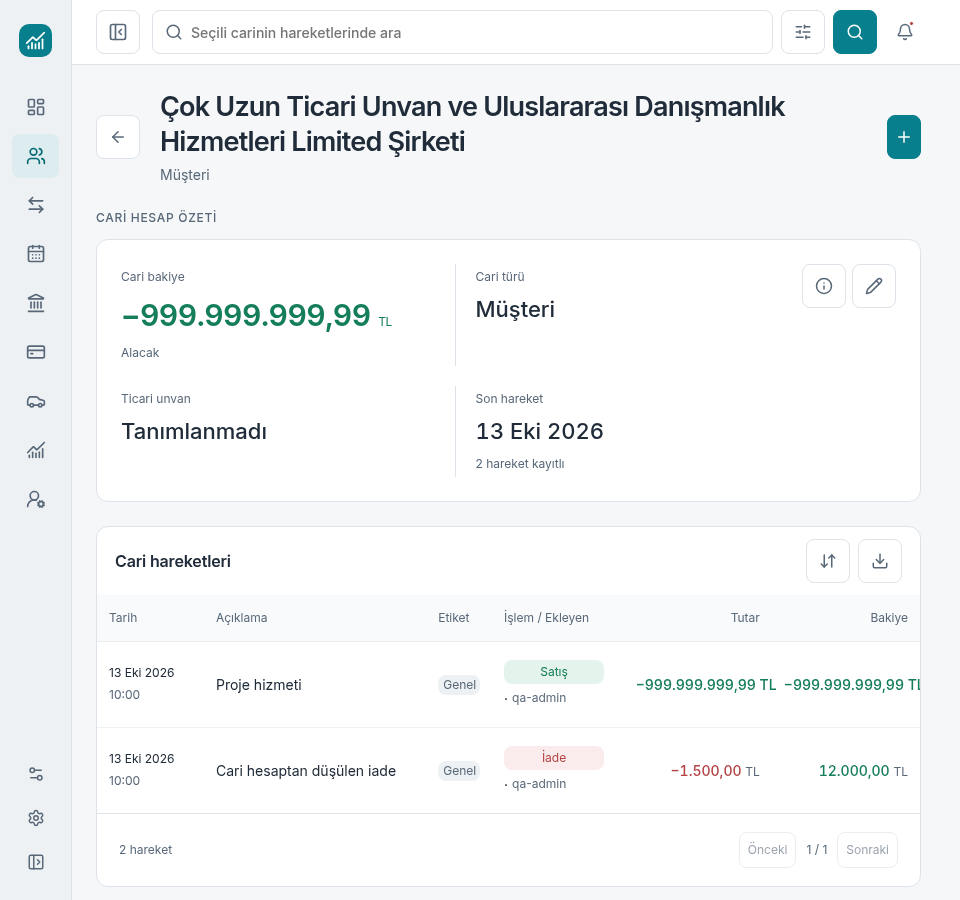 Seçili carinin hareketlerinde ara
Çok Uzun Ticari Unvan ve Uluslararası Danışmanlık
Hizmetleri Limited Şirketi
Müşteri
CARİ HESAP ÖZETİ
Cari bakiye
−999.999.999,99 TL
Alacak
Cari türü
Müşteri
Ticari unvan
Tanımlanmadı
Son hareket
13 Eki 2026
2 hareket kayıtlı
Cari hareketleri
Tarih Açıklama Etiket İşlem / Ekleyen Tutar Bakiye
13 Eki 2026
10:00
Proje hizmeti
Genel
Satış
• qa-admin
−999.999.999,99 TL −999.999.999,99 TL
13 Eki 2026
10:00
Cari hesaptan düşülen iade
Genel
İade
• qa-admin
−1.500,00 TL 12.000,00 TL
2 hareket
Önceki 1 / 1 Sonraki